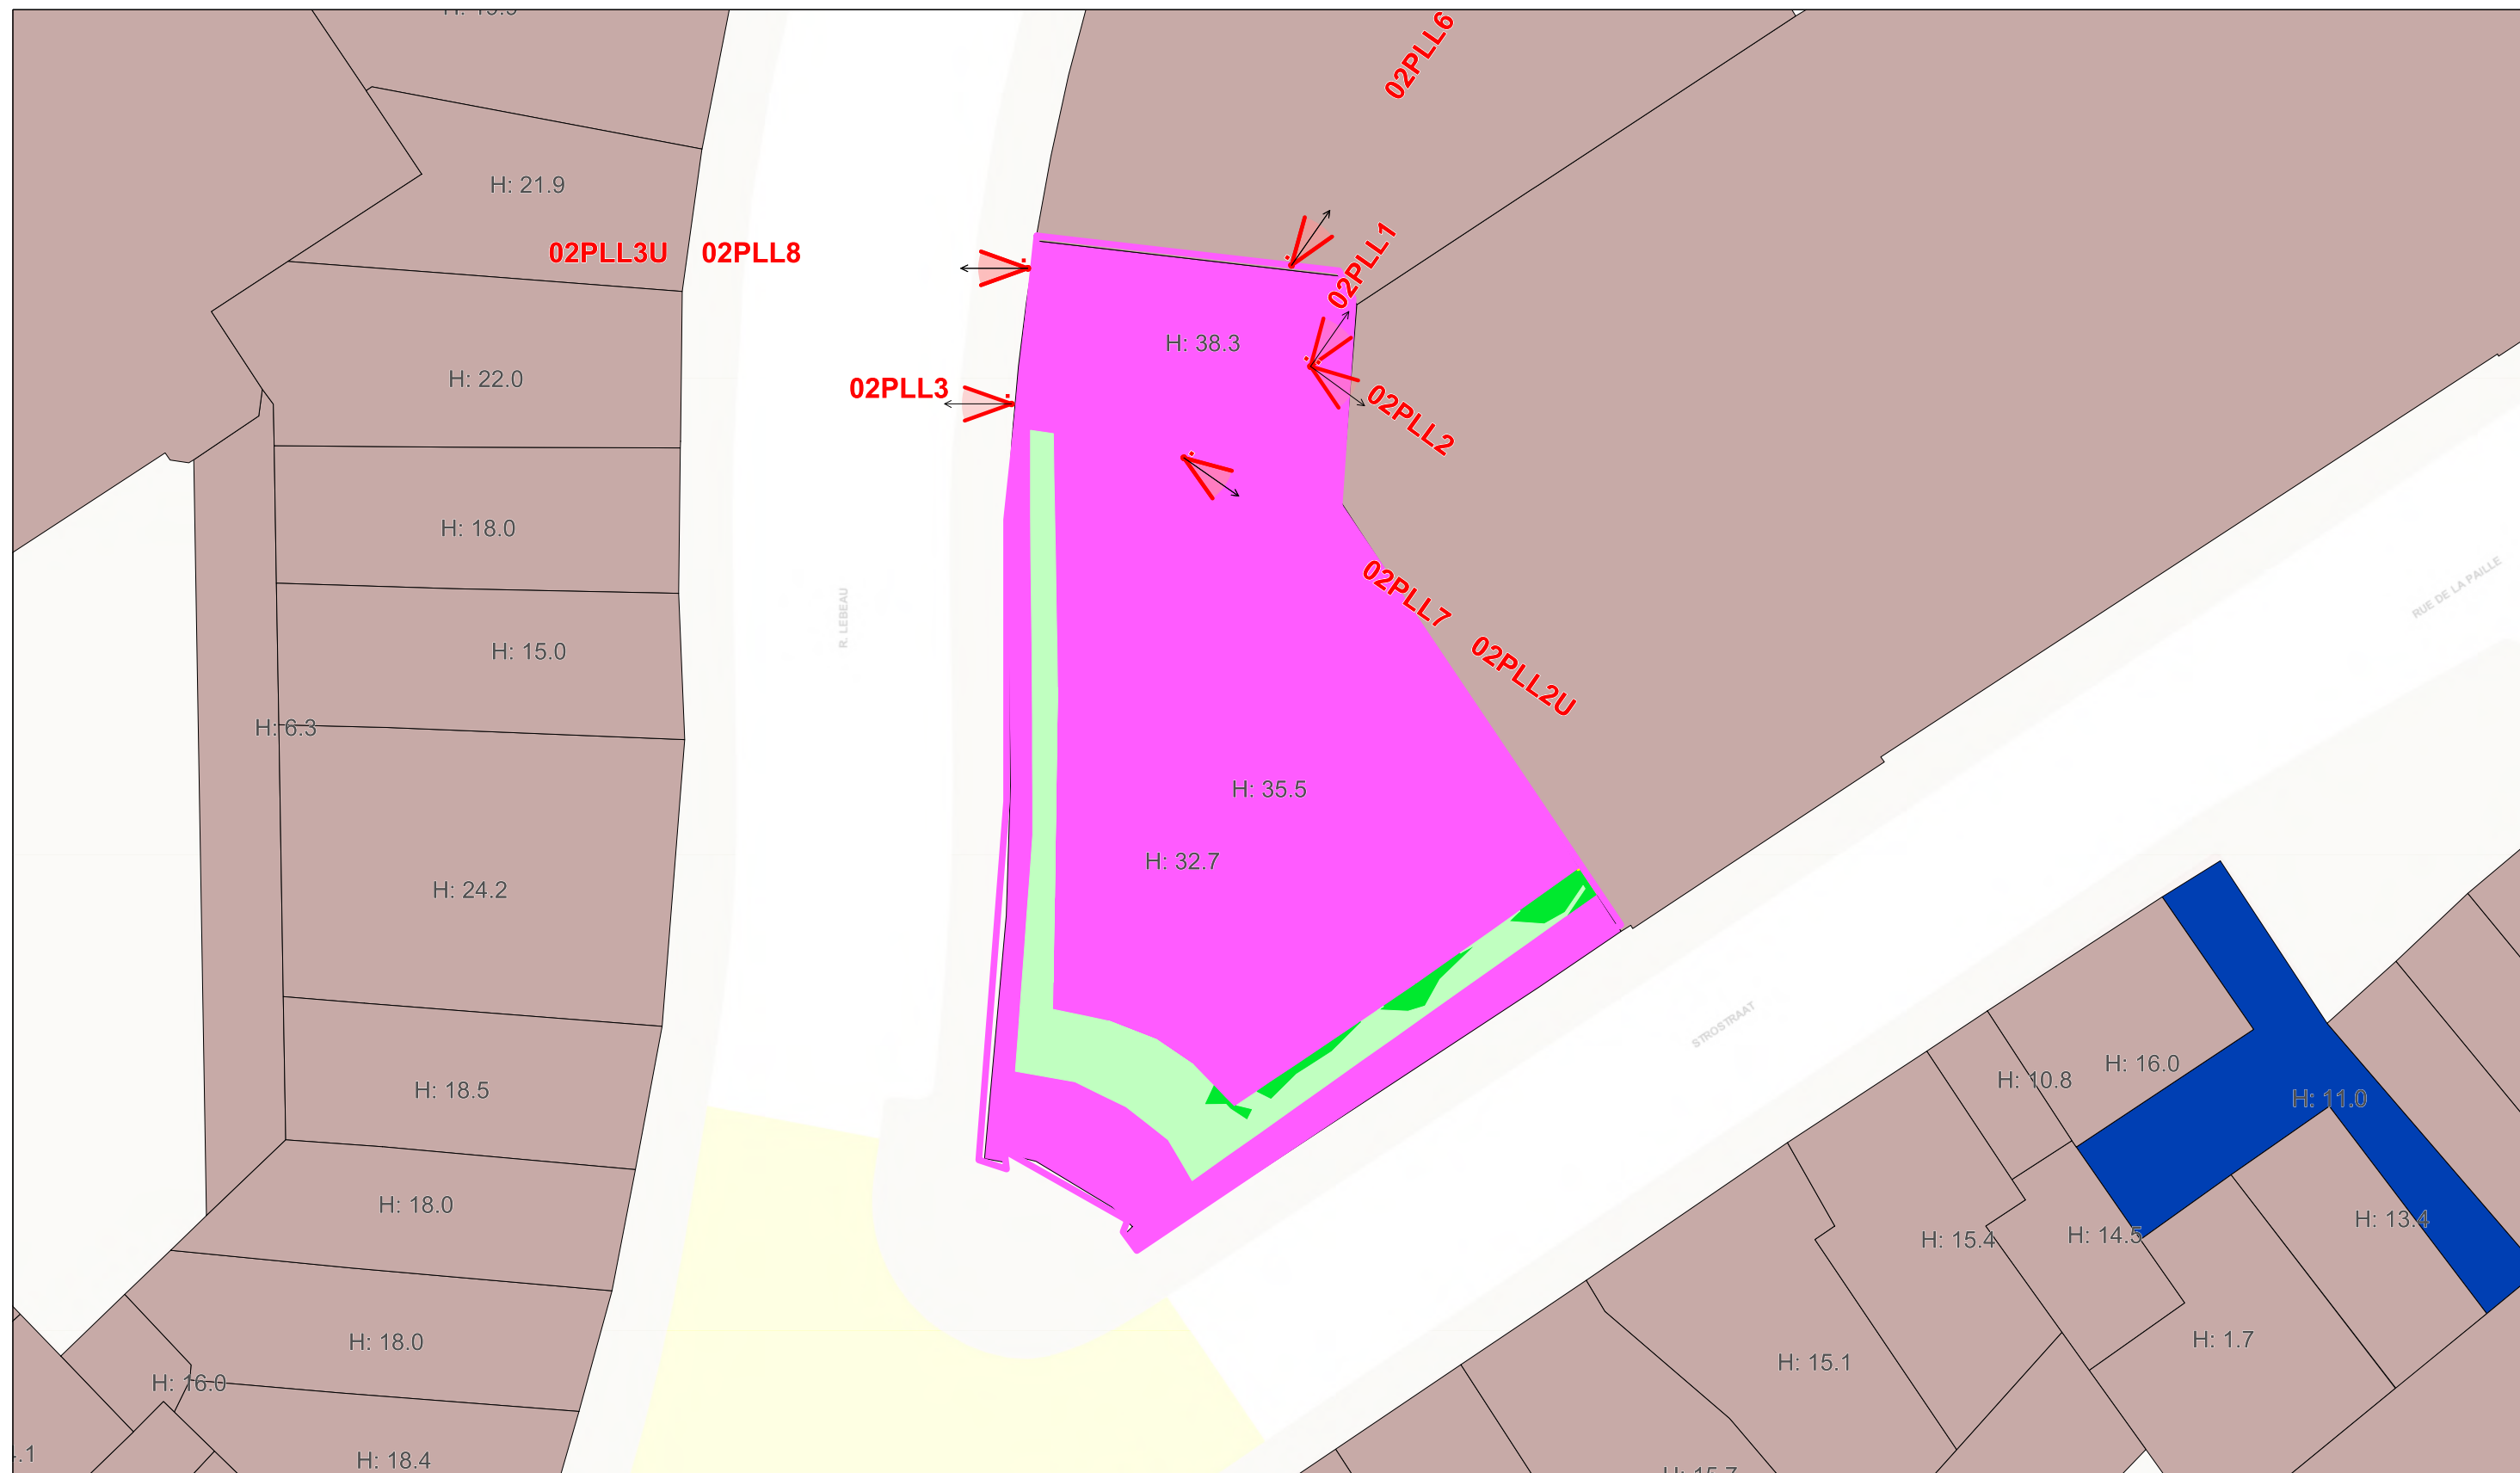 02PLL6
H: 21.9
02PLL3U
02PLL8
02PLL1
H: 38.3
H: 22.0
02PLL3
02PLL2
H: 18.0
R. LEBEAU
02PLL7
RUE DE LA PAILLE
H: 15.0
02PLL2U
H: 6.3
H: 35.5
H: 32.7
H: 24.2
STROSTRAAT
H: 16.0
H: 10.8
H: 18.5
H: 11.0
H: 18.0
H: 13.4
H: 14.5
H: 15.4
H: 18.0
H: 1.7
H: 15.1
H: 16.0
H: 18.4